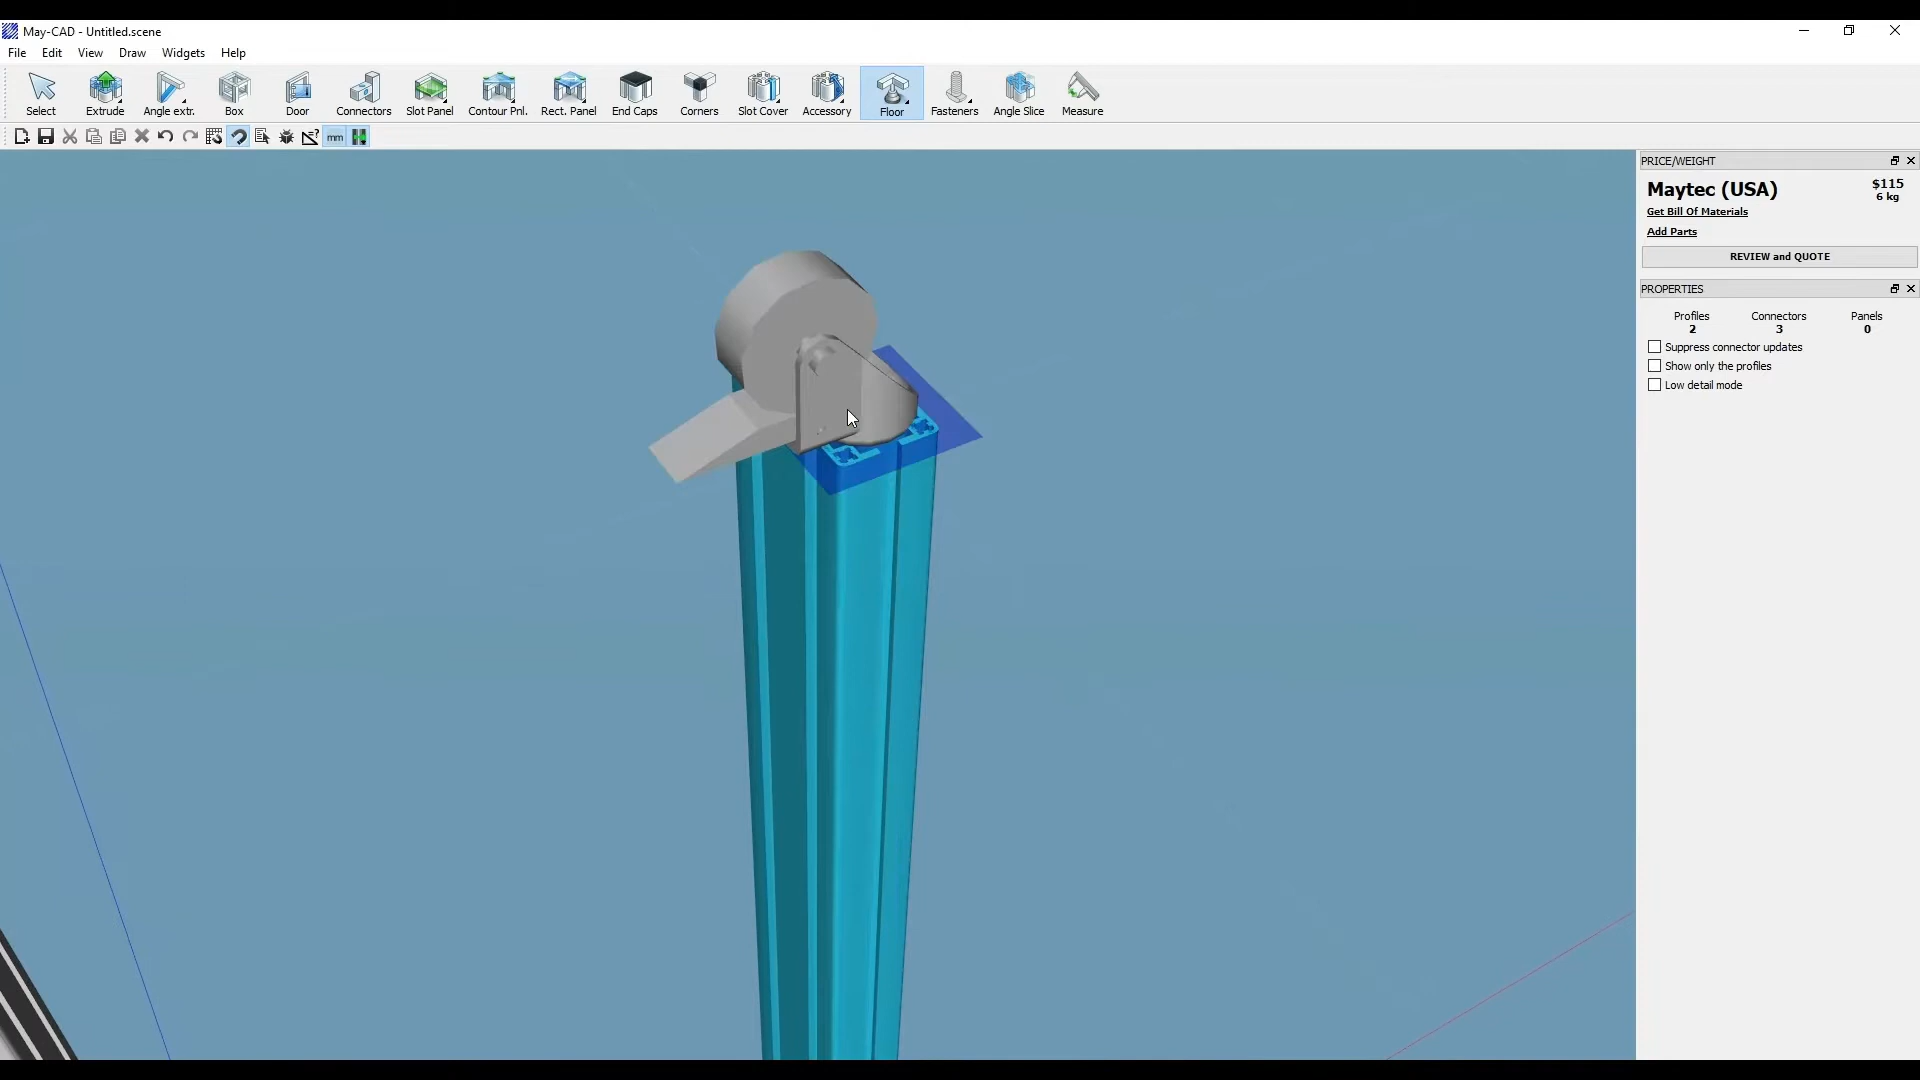 May-CAD - Untitled.scene
File Edit View Draw Widgets Help
Select Extrude Angle extr. Box Door Connectors Slot Panel Contour Pnl. Rect. Panel End Caps Corners Slot Cover Accessory Floor Fasteners Angle Slice Measure
mm
PRICE/WEIGHT
Maytec (USA) $115
6 kg
Get Bill Of Materials
Add Parts
REVIEW and QUOTE
PROPERTIES
Profiles Connectors Panels
2 3 0
Suppress connector updates
Show only the profiles
Low detail mode